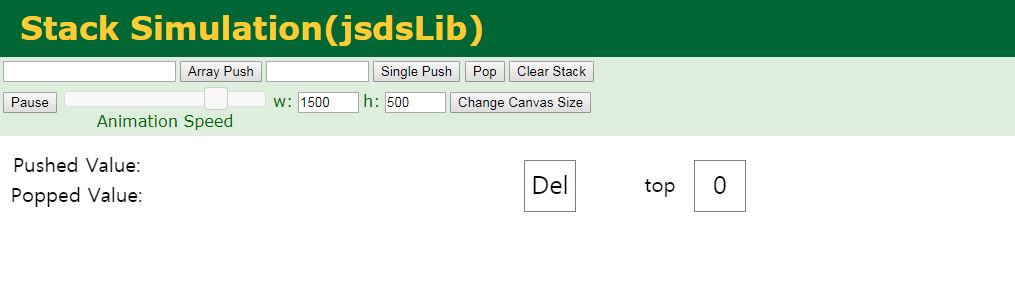 Stack Simulation(jsdsLib)
Array Push Single Push Pop Clear Stack
Pause w: 1500 h: 500 Change Canvas Size
Animation Speed
Pushed Value:
Popped Value:
Del top 0